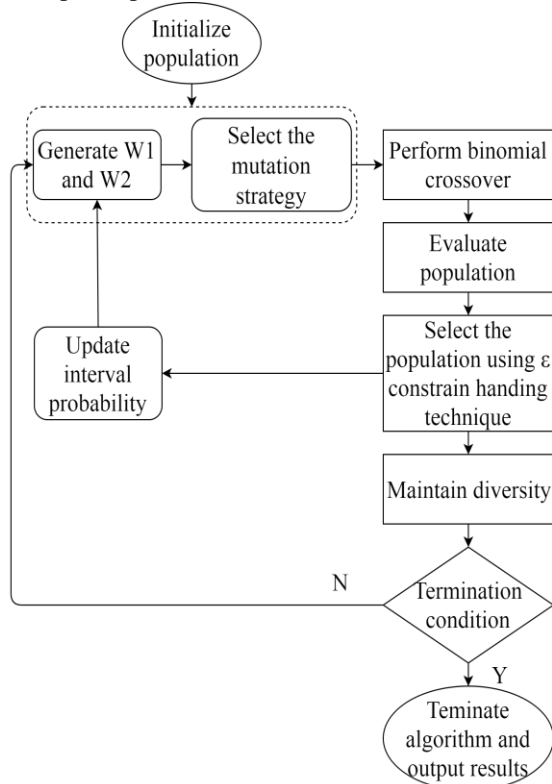 Initialize
population
Generate W1
and W2
Select the
mutation
strategy
Perform binomial
crossover
Evaluate
population
Select the
population using ε
constrain handing
technique
Update
interval
probability
Maintain diversity
Termination
condition
N
Y
Teminate
algorithm and
output results